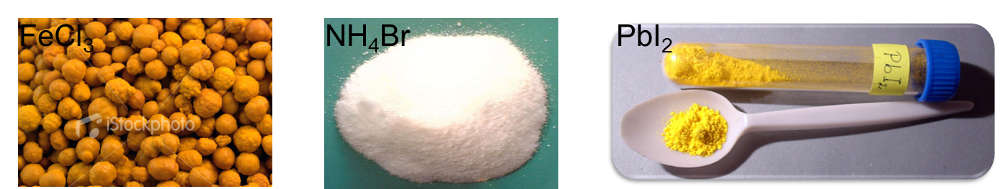 FeCl₃
iStockphoto
NH₄Br
PbI₂
PbI₂